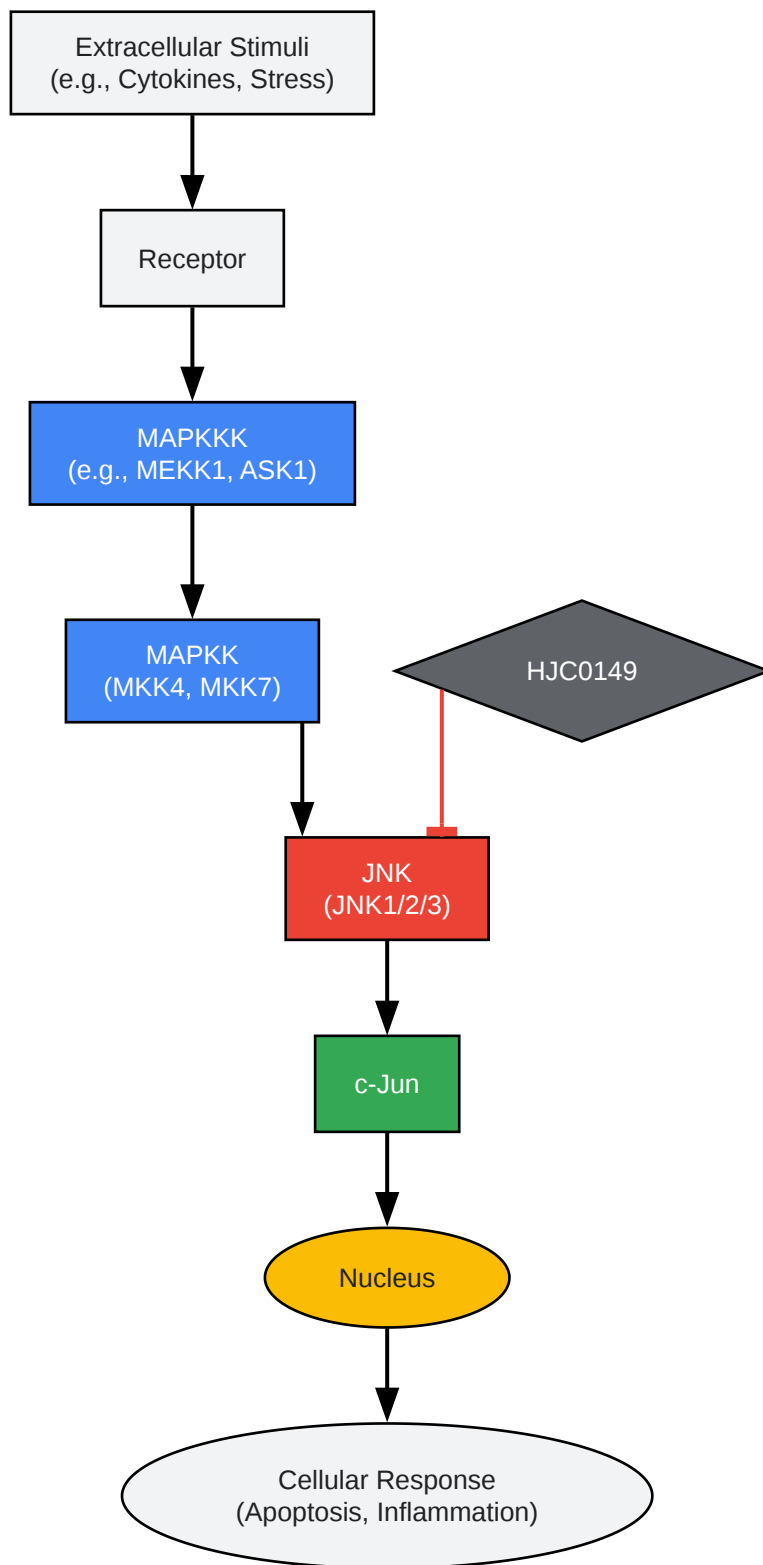 Extracellular Stimuli
(e.g., Cytokines, Stress)
Receptor
MAPKKK
(e.g., MEKK1, ASK1)
MAPKK
(MKK4, MKK7)
HJC0149
JNK
(JNK1/2/3)
c-Jun
Nucleus
Cellular Response
(Apoptosis, Inflammation)